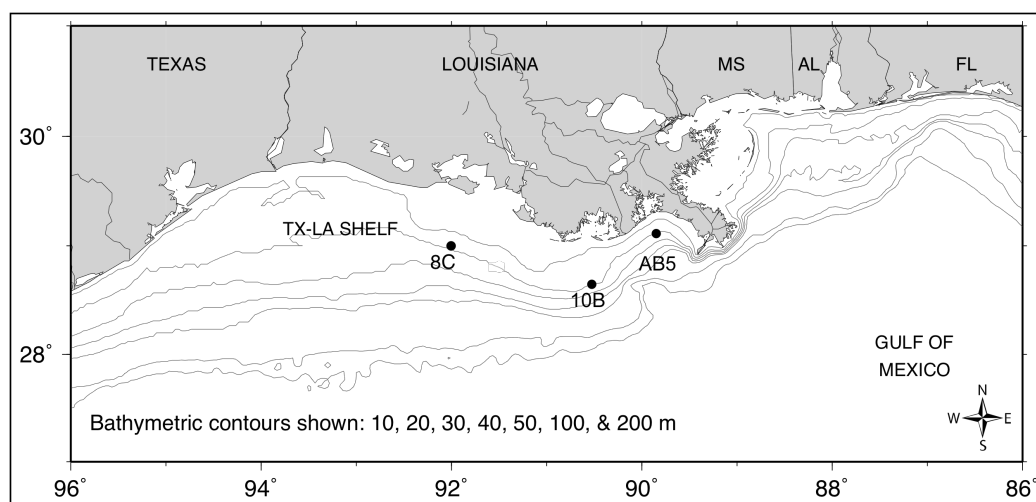 TEXAS LOUISIANA MS AL FL
30˚
TX-LA SHELF
8C
AB5
10B
GULF OF
MEXICO
28˚
N
W E
S
Bathymetric contours shown: 10, 20, 30, 40, 50, 100, & 200 m
96˚ 94˚ 92˚ 90˚ 88˚ 86˚